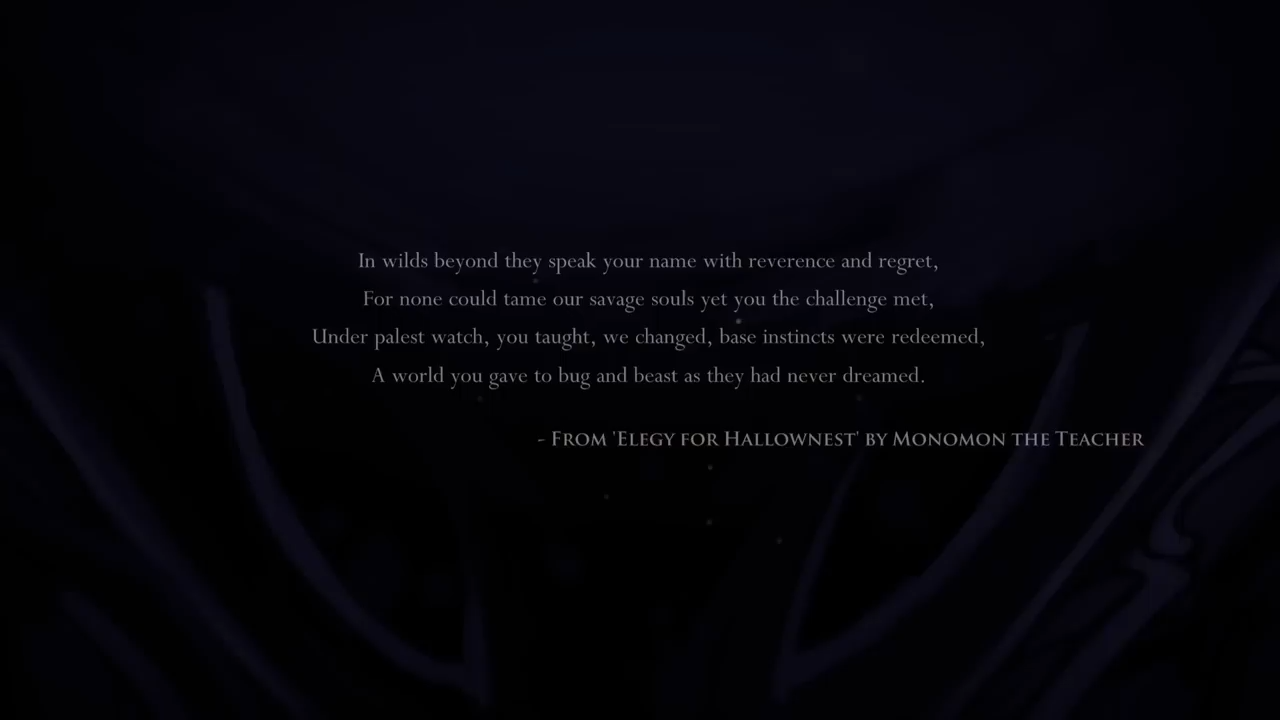 In wilds beyond they speak your name with reverence and regret,
For none could tame our savage souls yet you the challenge met,
Under palest watch, you taught, we changed, base instincts were redeemed,
A world you gave to bug and beast as they had never dreamed.
- From 'Elegy for Hallownest' by Monomon the Teacher